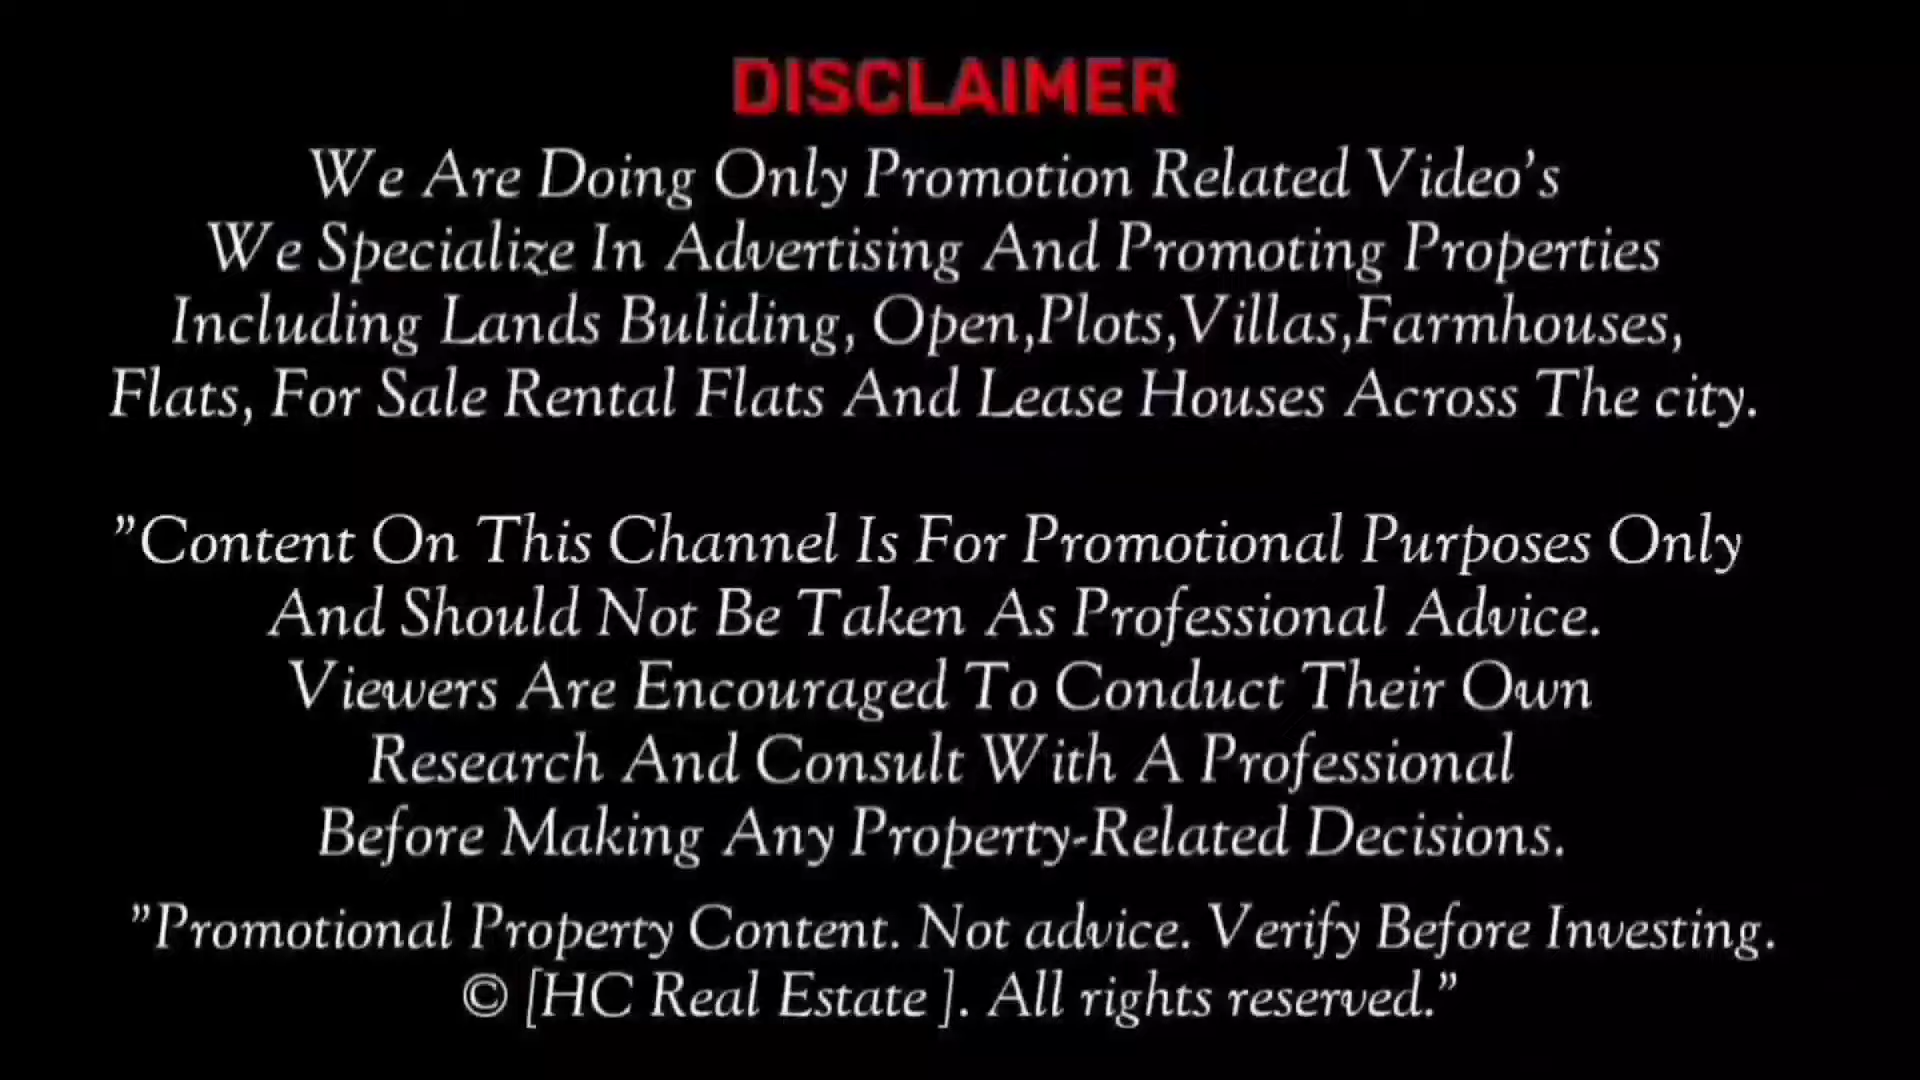 DISCLAIMER
We Are Doing Only Promotion Related Video's
We Specialize In Advertising And Promoting Properties
Including Lands Buliding, Open,Plots,Villas,Farmhouses,
Flats, For Sale Rental Flats And Lease Houses Across The city.
"Content On This Channel Is For Promotional Purposes Only
And Should Not Be Taken As Professional Advice.
Viewers Are Encouraged To Conduct Their Own
Research And Consult With A Professional
Before Making Any Property-Related Decisions.
"Promotional Property Content. Not advice. Verify Before Investing.
© [HC Real Estate]. All rights reserved."